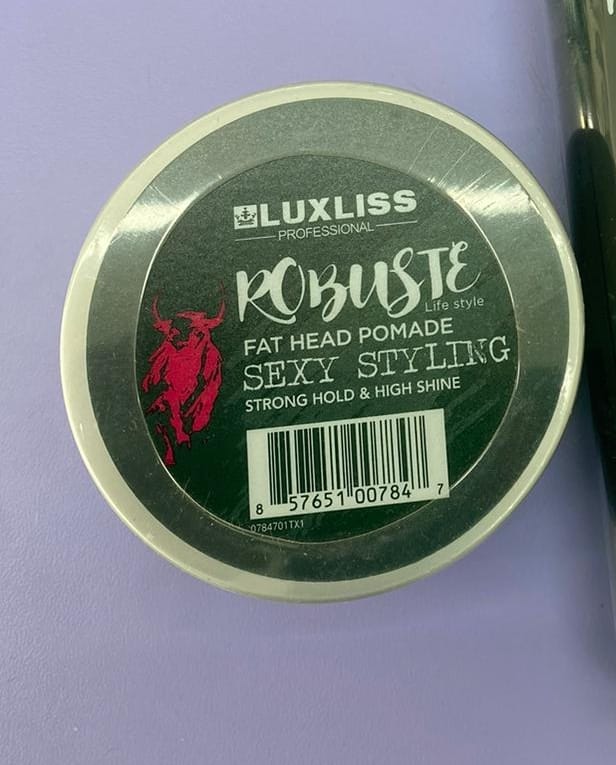 LUXLISS
PROFESSIONAL
ROBUSTE
Life style
FAT HEAD POMADE
SEXY STYLING
STRONG HOLD & HIGH SHINE
8 57651 00784 7
0784701TX1